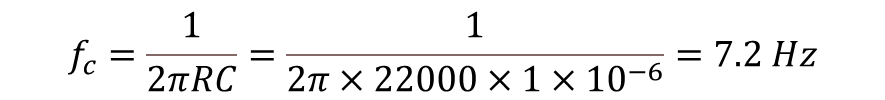 f_c = 1/(2πRC) = 1/(2π × 22000 × 1 × 10⁻⁶) = 7.2 Hz